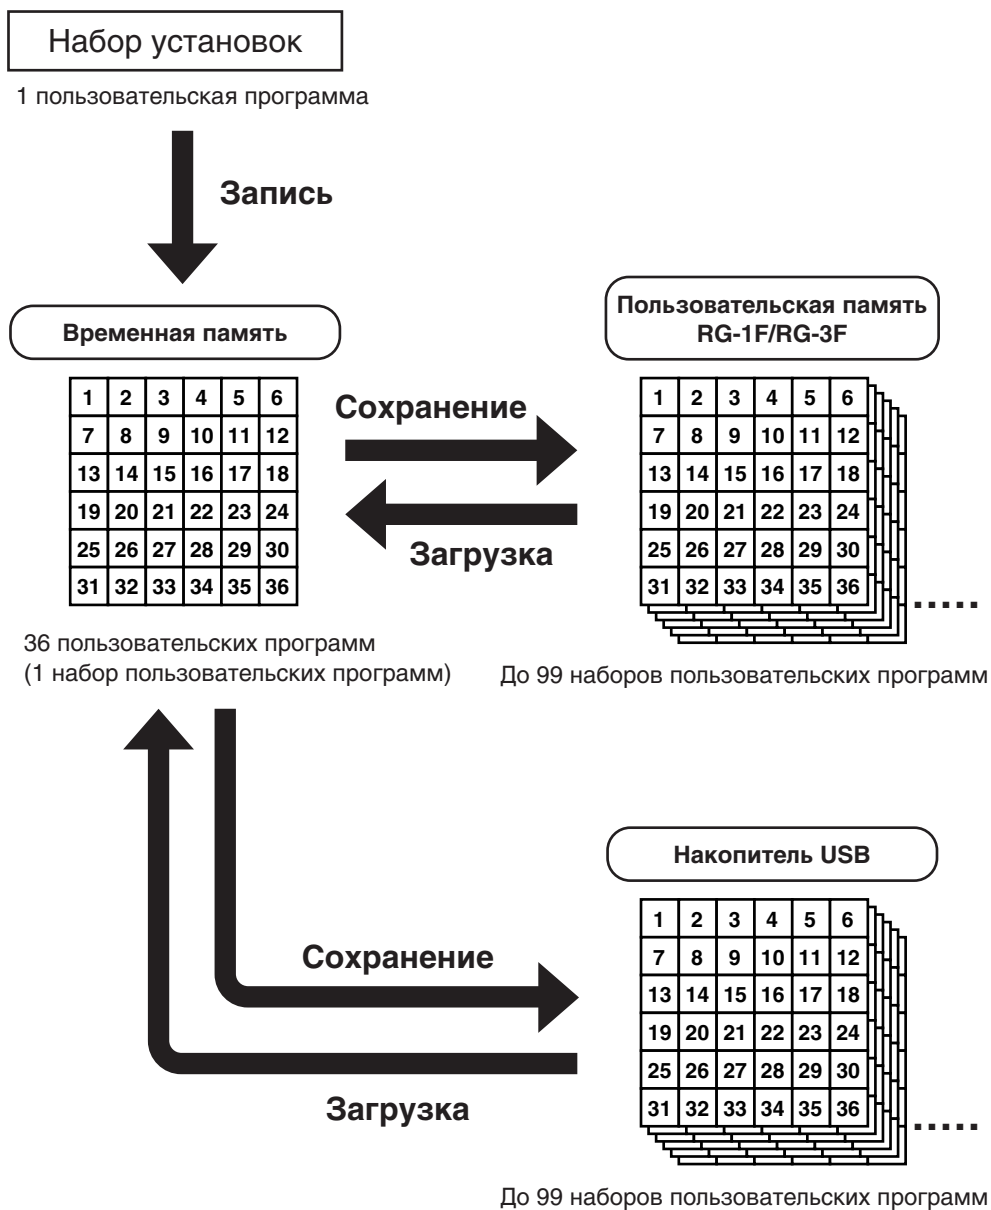 Набор установок
1 пользовательская программа
Запись
Временная память
1 2 3 4 5 6
7 8 9 10 11 12
13 14 15 16 17 18
19 20 21 22 23 24
25 26 27 28 29 30
31 32 33 34 35 36
36 пользовательских программ
(1 набор пользовательских программ)
Сохранение
Загрузка
Пользовательская память
RG-1F/RG-3F
1 2 3 4 5 6
7 8 9 10 11 12
13 14 15 16 17 18
19 20 21 22 23 24
25 26 27 28 29 30
31 32 33 34 35 36
.....
До 99 наборов пользовательских программ
Сохранение
Загрузка
Накопитель USB
1 2 3 4 5 6
7 8 9 10 11 12
13 14 15 16 17 18
19 20 21 22 23 24
25 26 27 28 29 30
31 32 33 34 35 36
.....
До 99 наборов пользовательских программ